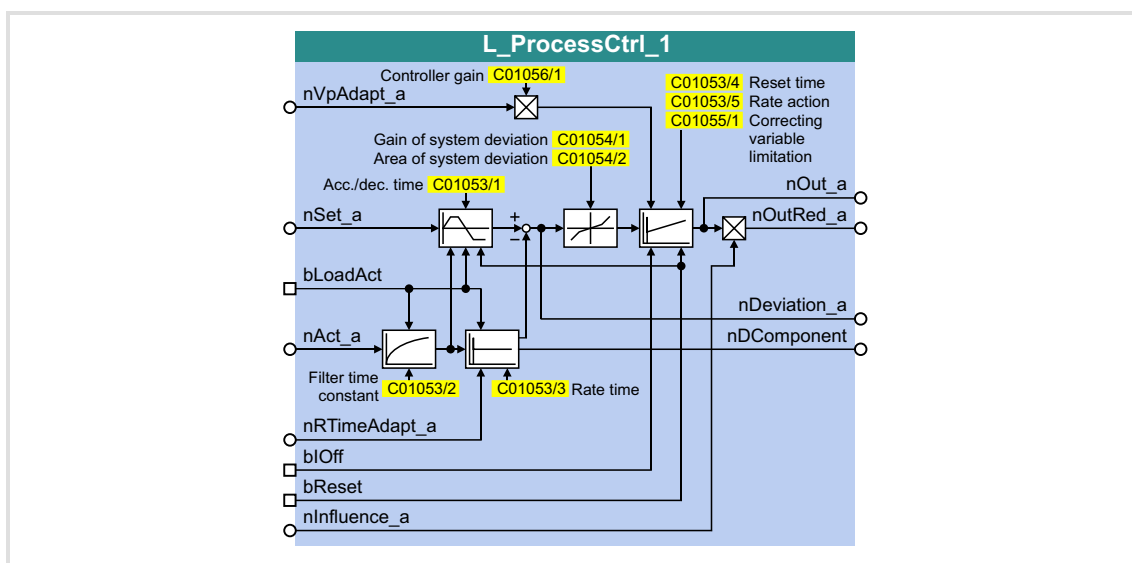 L_ProcessCtrl_1
Controller gain C01056/1
nVpAdapt_a
C01053/4 Reset time
C01053/5 Rate action
C01055/1 Correcting
variable
limitation
Gain of system deviation C01054/1
Area of system deviation C01054/2
Acc./dec. time C01053/1
nOut_a
nSet_a
+
−
nOutRed_a
bLoadAct
nDeviation_a
nAct_a
nDComponent
Filter time
constant C01053/2
C01053/3 Rate time
nRTimeAdapt_a
bIOff
bReset
nInfluence_a